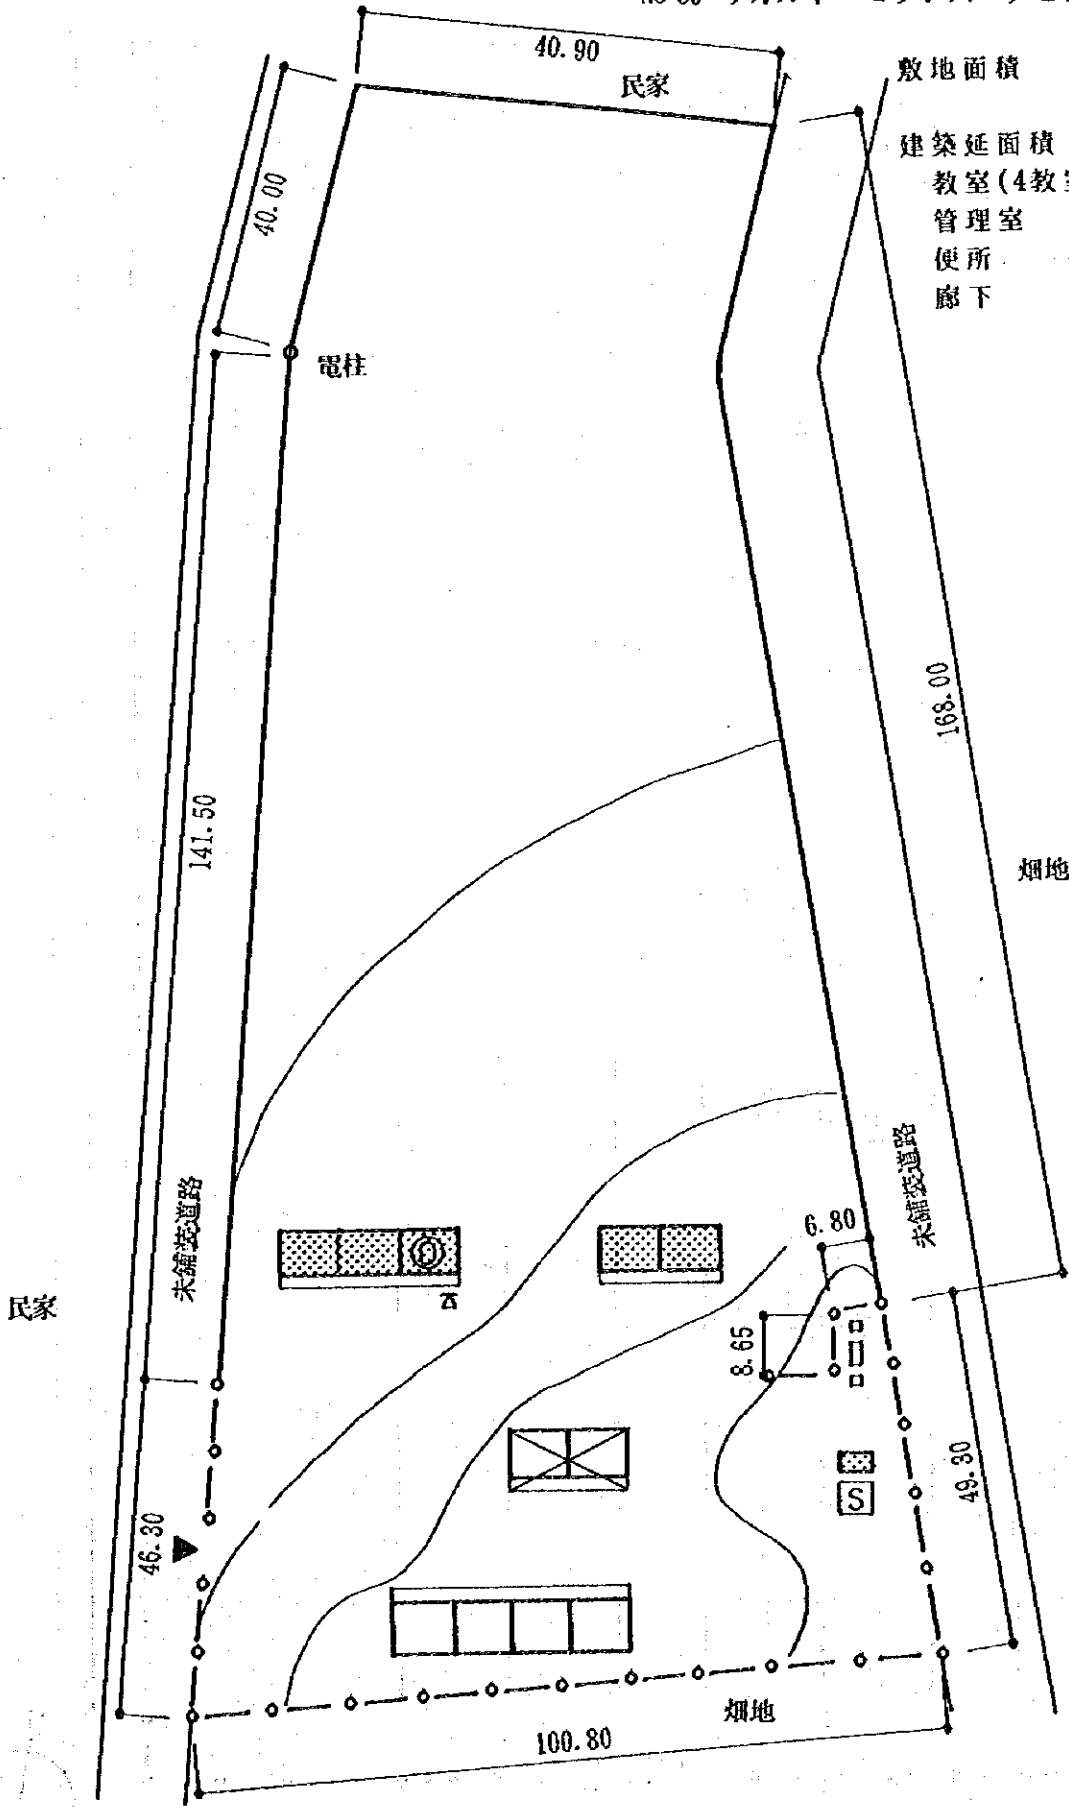 40.90
民家
敷地面積
建築延面積
教室(4教
管理室
便所
廊下
40.00
電柱
168.00
141.50
畑地
未舗装道路
未舗装道路
6.80
民家
8.65
49.30
S
46.30
畑地
100.80